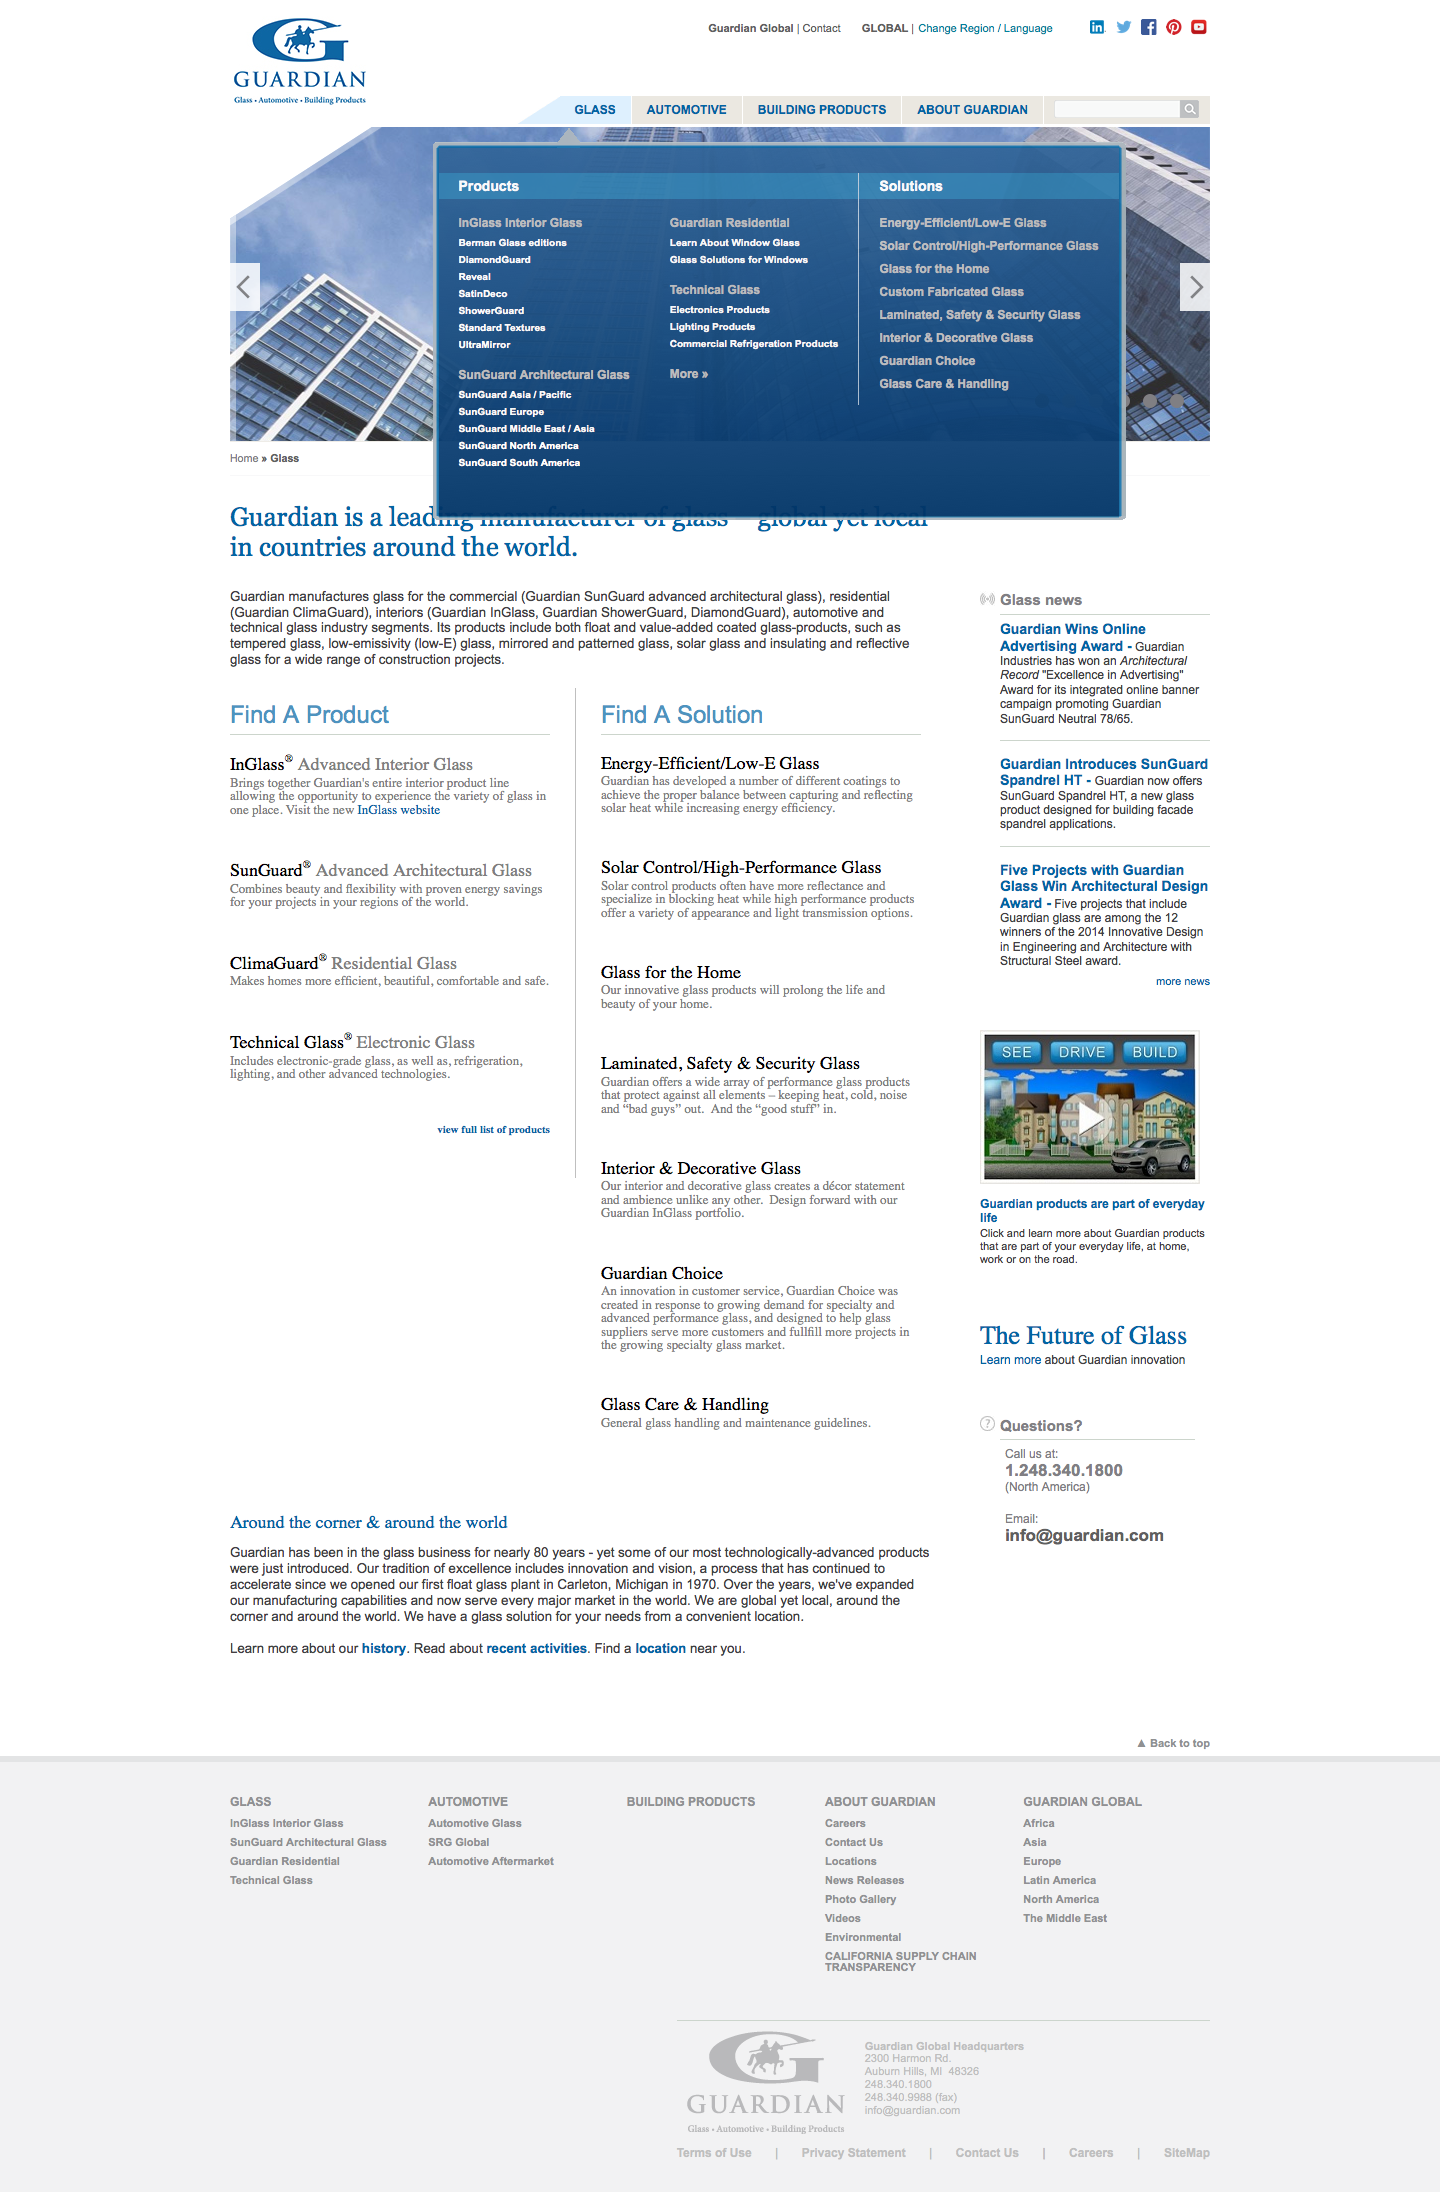 GUARDIAN
Glass • Automotive • Building Products
Guardian Global | Contact
GLOBAL | Change Region / Language
GLASS
AUTOMOTIVE
BUILDING PRODUCTS
ABOUT GUARDIAN
Products
InGlass Interior Glass
Berman Glass editions
DiamondGuard
Reveal
SatinDeco
ShowerGuard
Standard Textures
UltraMirror
SunGuard Architectural Glass
SunGuard Asia / Pacific
SunGuard Europe
SunGuard Middle East / Asia
SunGuard North America
SunGuard South America
Guardian Residential
Learn About Window Glass
Glass Solutions for Windows
Technical Glass
Electronics Products
Lighting Products
Commercial Refrigeration Products
More »
Solutions
Energy-Efficient/Low-E Glass
Solar Control/High-Performance Glass
Glass for the Home
Custom Fabricated Glass
Laminated, Safety & Security Glass
Interior & Decorative Glass
Guardian Choice
Glass Care & Handling
Home » Glass
Guardian is a leading manufacturer of glass – global yet local
in countries around the world.
Guardian manufactures glass for the commercial (Guardian SunGuard advanced architectural glass), residential
(Guardian ClimaGuard), interiors (Guardian InGlass, Guardian ShowerGuard, DiamondGuard), automotive and
technical glass industry segments. Its products include both float and value-added coated glass-products, such as
tempered glass, low-emissivity (low-E) glass, mirrored and patterned glass, solar glass and insulating and reflective
glass for a wide range of construction projects.
Find A Product
InGlass® Advanced Interior Glass
Brings together Guardian's entire interior product line
allowing the opportunity to experience the variety of glass in
one place. Visit the new InGlass website
SunGuard® Advanced Architectural Glass
Combines beauty and flexibility with proven energy savings
for your projects in your regions of the world.
ClimaGuard® Residential Glass
Makes homes more efficient, beautiful, comfortable and safe.
Technical Glass® Electronic Glass
Includes electronic-grade glass, as well as, refrigeration,
lighting, and other advanced technologies.
view full list of products
Find A Solution
Energy-Efficient/Low-E Glass
Guardian has developed a number of different coatings to
achieve the proper balance between capturing and reflecting
solar heat while increasing energy efficiency.
Solar Control/High-Performance Glass
Solar control products often have more reflectance and
specialize in blocking heat while high performance products
offer a variety of appearance and light transmission options.
Glass for the Home
Our innovative glass products will prolong the life and
beauty of your home.
Laminated, Safety & Security Glass
Guardian offers a wide array of performance glass products
that protect against all elements – keeping heat, cold, noise
and “bad guys” out. And the “good stuff” in.
Interior & Decorative Glass
Our interior and decorative glass creates a décor statement
and ambience unlike any other. Design forward with our
Guardian InGlass portfolio.
Guardian Choice
An innovation in customer service, Guardian Choice was
created in response to growing demand for specialty and
advanced performance glass, and designed to help glass
suppliers serve more customers and fullfill more projects in
the growing specialty glass market.
Glass Care & Handling
General glass handling and maintenance guidelines.
Glass news
Guardian Wins Online
Advertising Award - Guardian
Industries has won an Architectural
Record "Excellence in Advertising"
Award for its integrated online banner
campaign promoting Guardian
SunGuard Neutral 78/65.
Guardian Introduces SunGuard
Spandrel HT - Guardian now offers
SunGuard Spandrel HT, a new glass
product designed for building facade
spandrel applications.
Five Projects with Guardian
Glass Win Architectural Design
Award - Five projects that include
Guardian glass are among the 12
winners of the 2014 Innovative Design
in Engineering and Architecture with
Structural Steel award.
more news
SEE
DRIVE
BUILD
Guardian products are part of everyday
life
Click and learn more about Guardian products
that are part of your everyday life, at home,
work or on the road.
The Future of Glass
Learn more about Guardian innovation
Questions?
Call us at:
1.248.340.1800
(North America)
Email:
info@guardian.com
Around the corner & around the world
Guardian has been in the glass business for nearly 80 years - yet some of our most technologically-advanced products
were just introduced. Our tradition of excellence includes innovation and vision, a process that has continued to
accelerate since we opened our first float glass plant in Carleton, Michigan in 1970. Over the years, we've expanded
our manufacturing capabilities and now serve every major market in the world. We are global yet local, around the
corner and around the world. We have a glass solution for your needs from a convenient location.
Learn more about our history. Read about recent activities. Find a location near you.
▲ Back to top
GLASS
InGlass Interior Glass
SunGuard Architectural Glass
Guardian Residential
Technical Glass
AUTOMOTIVE
Automotive Glass
SRG Global
Automotive Aftermarket
BUILDING PRODUCTS
ABOUT GUARDIAN
Careers
Contact Us
Locations
News Releases
Photo Gallery
Videos
Environmental
CALIFORNIA SUPPLY CHAIN
TRANSPARENCY
GUARDIAN GLOBAL
Africa
Asia
Europe
Latin America
North America
The Middle East
GUARDIAN
Glass • Automotive • Building Products
Guardian Global Headquarters
2300 Harmon Rd.
Auburn Hills, MI 48326
248.340.1800
248.340.9988 (fax)
info@guardian.com
Terms of Use | Privacy Statement | Contact Us | Careers | SiteMap